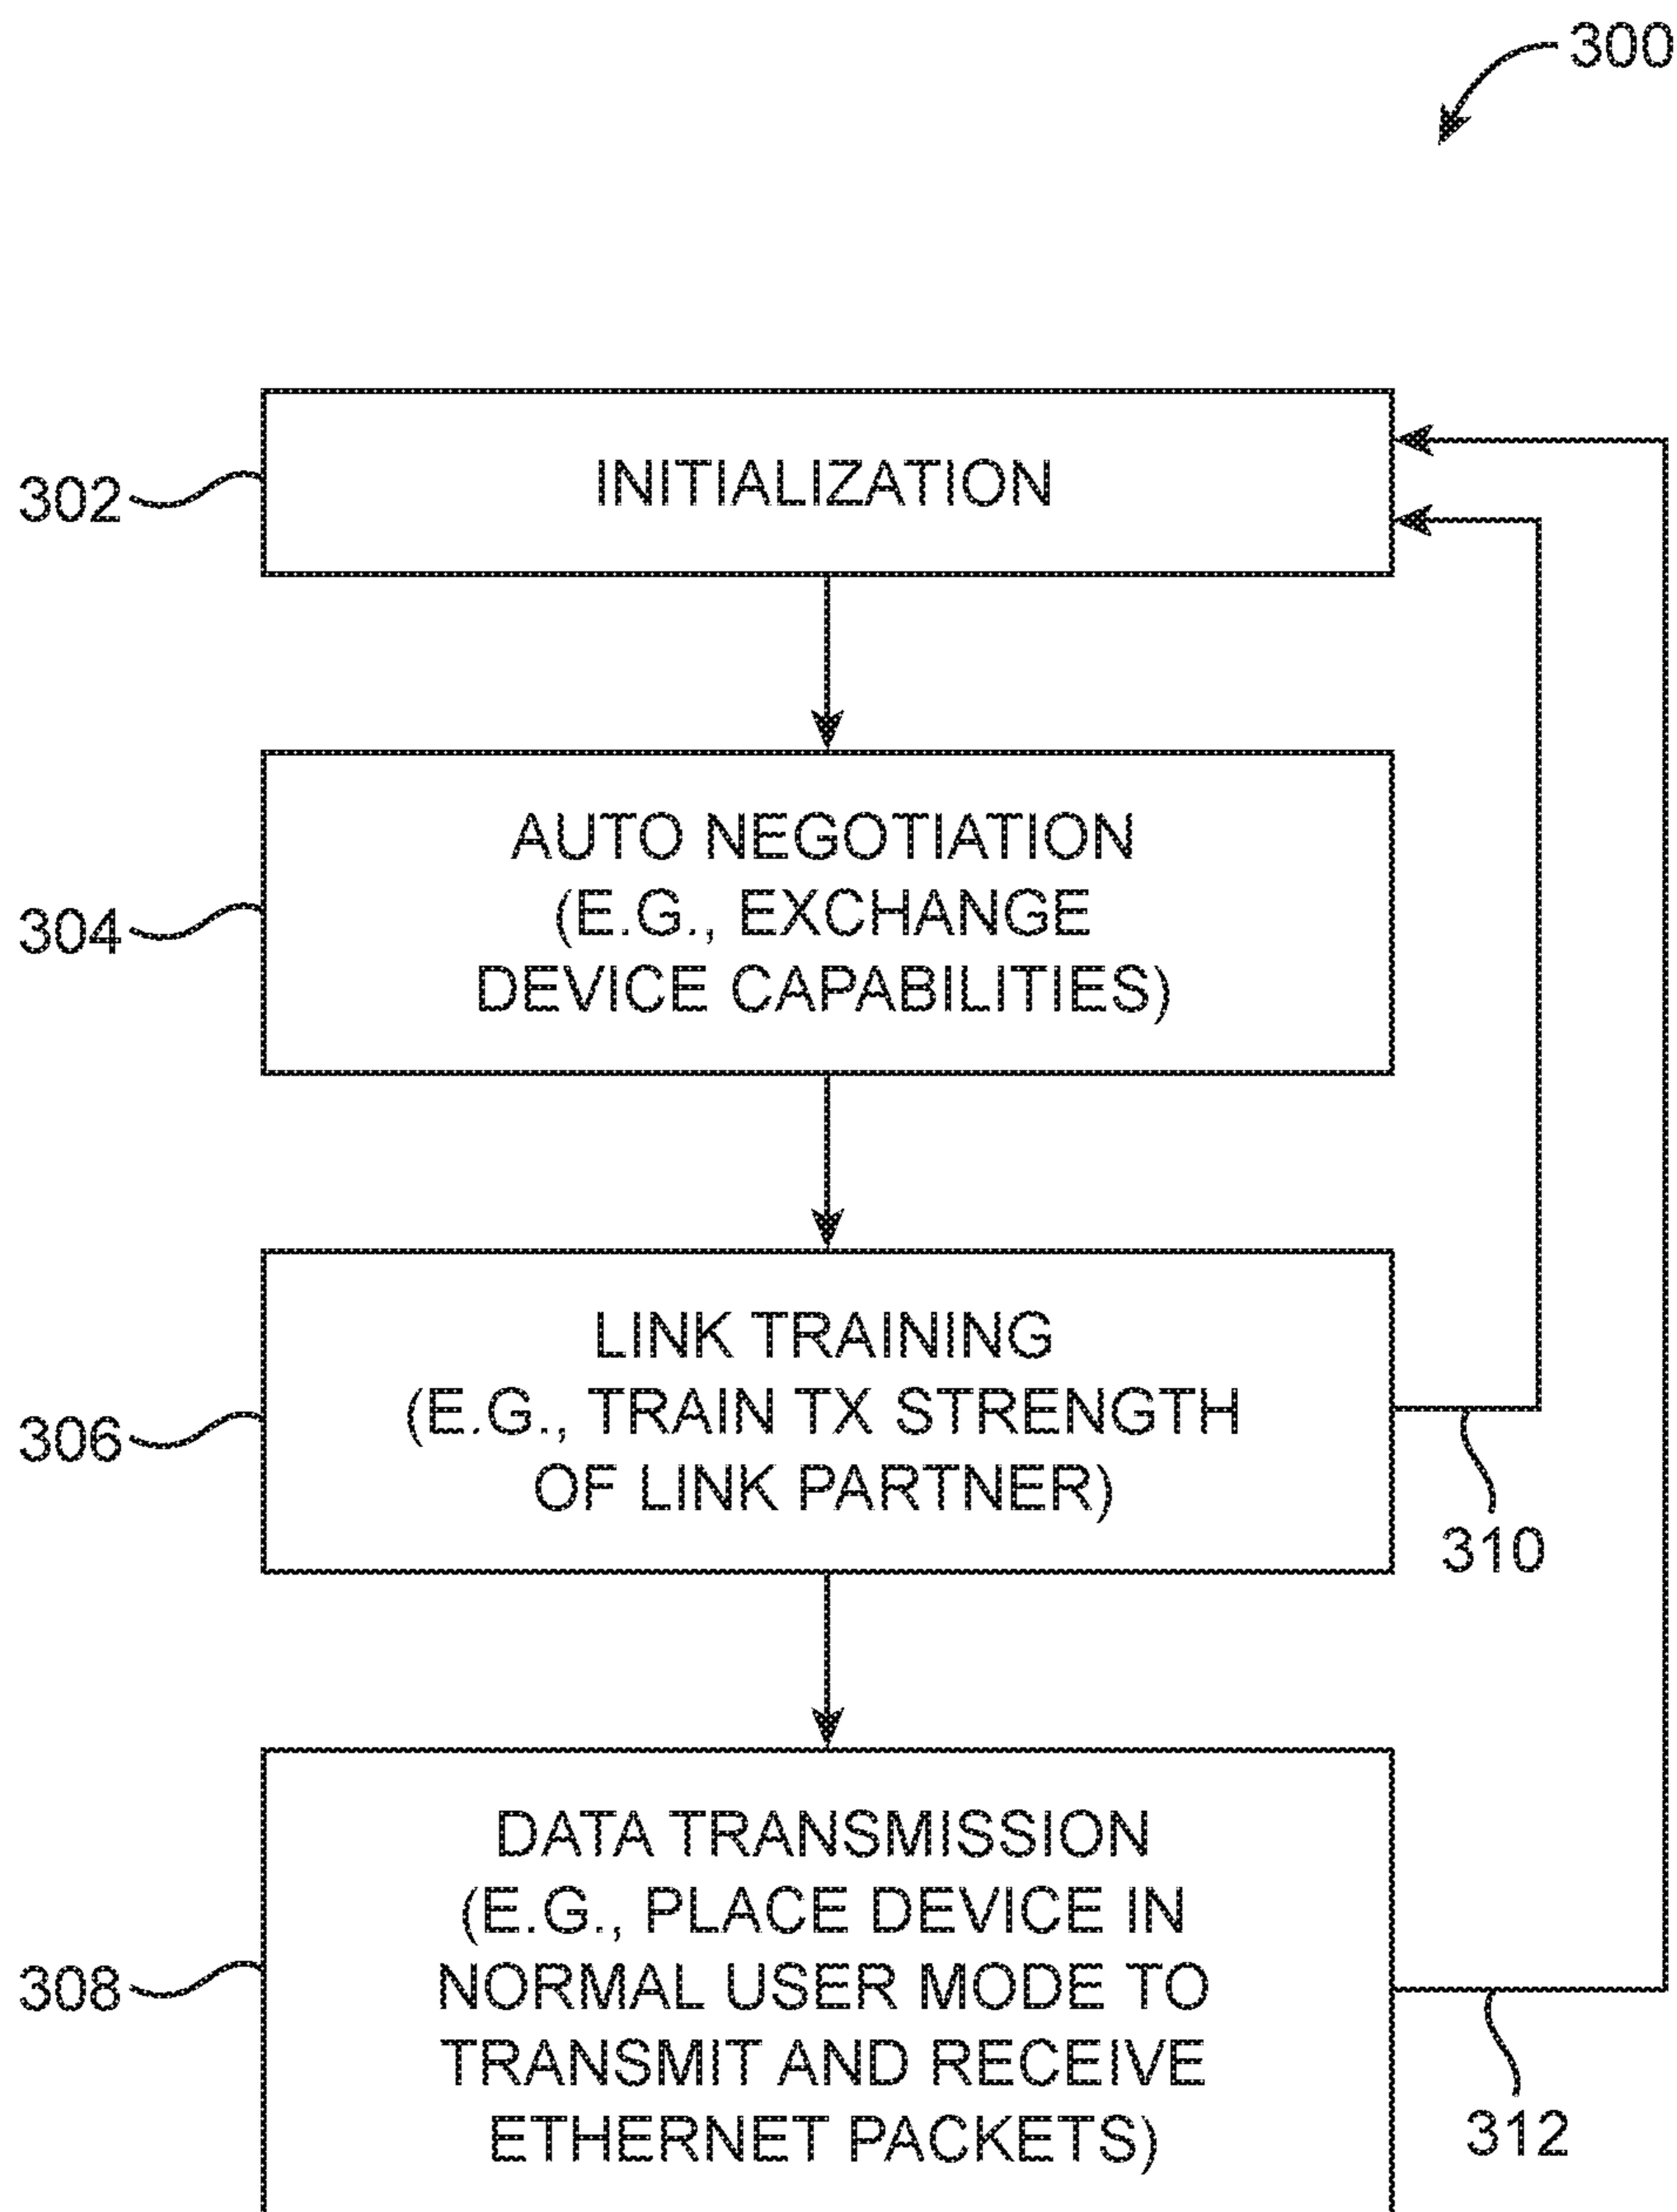 300
302
INITIALIZATION
304
AUTO NEGOTIATION
(E.G., EXCHANGE
DEVICE CAPABILITIES)
306
LINK TRAINING
(E.G., TRAIN TX STRENGTH
OF LINK PARTNER)
310
308
DATA TRANSMISSION
(E.G., PLACE DEVICE IN
NORMAL USER MODE TO
TRANSMIT AND RECEIVE
ETHERNET PACKETS)
312